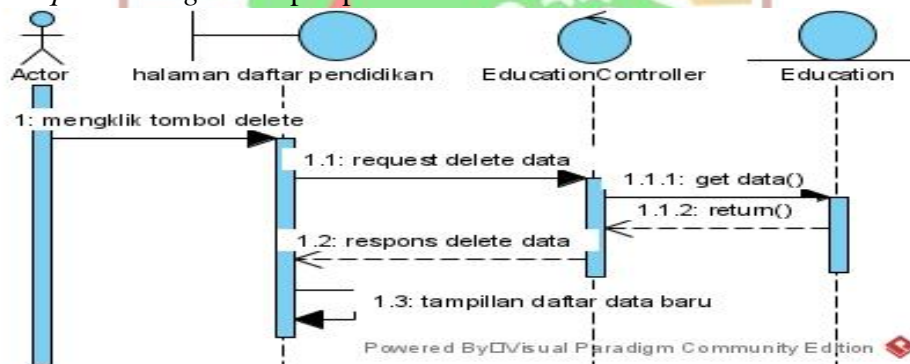 Actor
halaman daftar pendidikan
EducationController
Education
1: mengklik tombol delete
1.1: request delete data
1.1.1: get data()
1.1.2: return()
1.2: respons delete data
1.3: tampillan daftar data baru
Powered By Visual Paradigm Community Edition